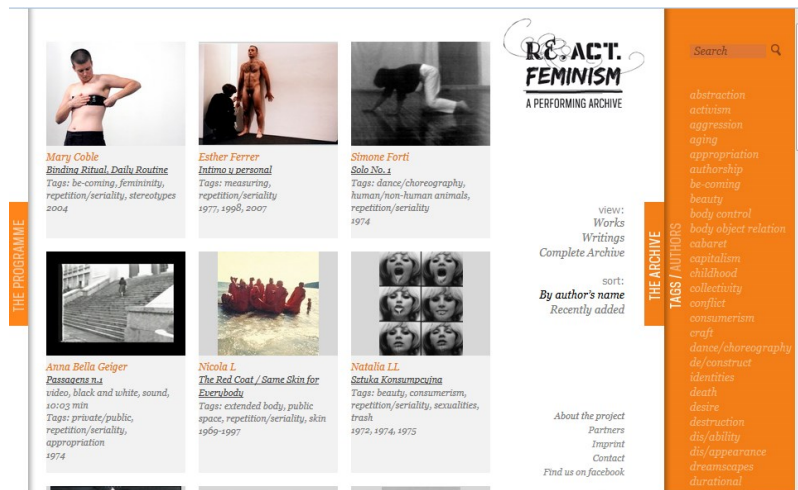 THE PROGRAMME
Mary Coble
Binding Ritual, Daily Routine
Tags: be-coming, femininity,
repetition/seriality, stereotypes
2004
Esther Ferrer
Intimo y personal
Tags: measuring,
repetition/seriality
1977, 1998, 2007
Simone Forti
Solo No. 1
Tags: dance/choreography,
human/non-human animals,
repetition/seriality
1974
Anna Bella Geiger
Passagens n.1
video, black and white, sound,
10:03 min
Tags: private/public,
repetition/seriality,
appropriation
1974
Nicola L
The Red Coat / Same Skin for
Everybody
Tags: extended body, public
space, repetition/seriality, skin
1969-1997
Natalia LL
Sztuka Konsumpcyjna
Tags: beauty, consumerism,
repetition/seriality, sexualities,
trash
1972, 1974, 1975
RE.ACT.
FEMINISM
A PERFORMING ARCHIVE
view:
Works
Writings
Complete Archive
sort:
By author's name
Recently added
About the project
Partners
Imprint
Contact
Find us on facebook
THE ARCHIVE
TAGS / AUTHORS
Search
abstraction
activism
aggression
aging
appropriation
authorship
be-coming
beauty
body control
body object relation
cabaret
capitalism
childhood
collectivity
conflict
consumerism
craft
dance/choreography
de/construct
identities
death
desire
destruction
dis/ability
dis/appearance
dreamscapes
durational